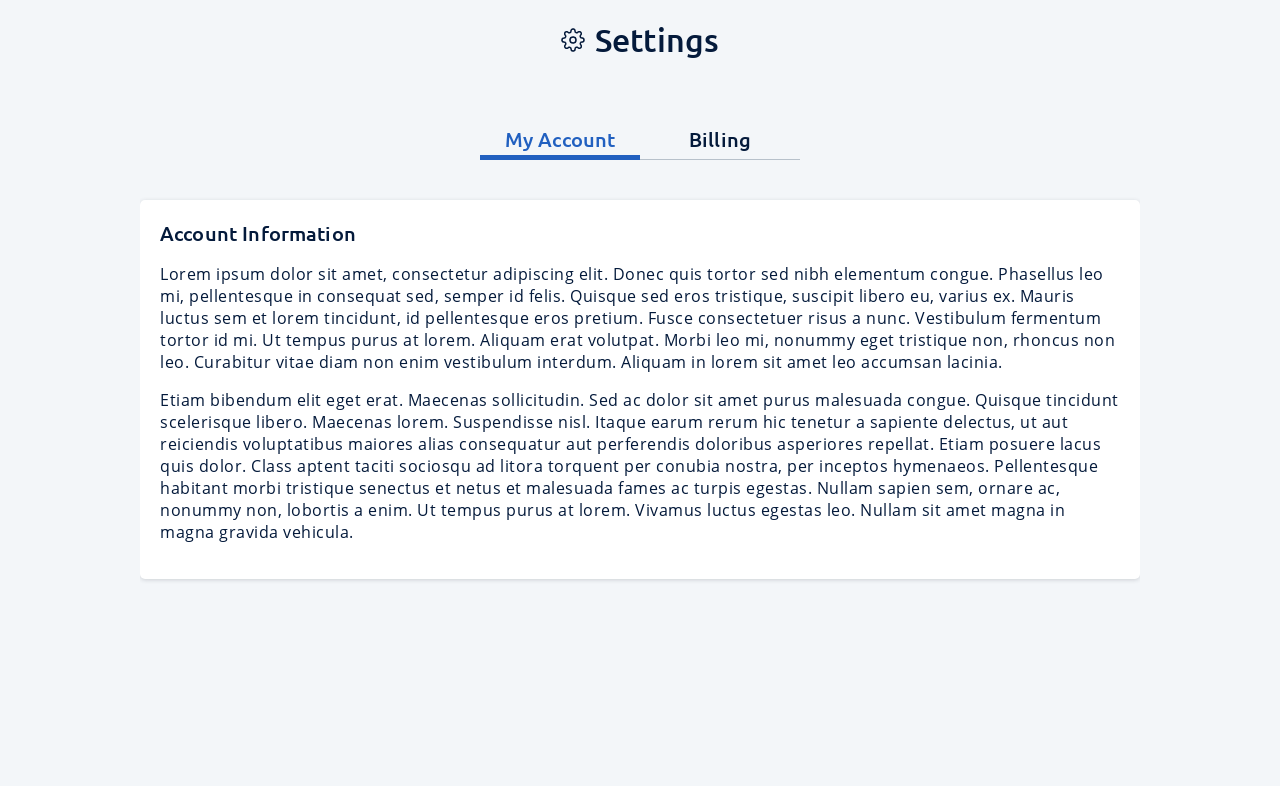 Settings
My Account
Billing
Account Information
Lorem ipsum dolor sit amet, consectetur adipiscing elit. Donec quis tortor sed nibh elementum congue. Phasellus leo
mi, pellentesque in consequat sed, semper id felis. Quisque sed eros tristique, suscipit libero eu, varius ex. Mauris
luctus sem et lorem tincidunt, id pellentesque eros pretium. Fusce consectetuer risus a nunc. Vestibulum fermentum
tortor id mi. Ut tempus purus at lorem. Aliquam erat volutpat. Morbi leo mi, nonummy eget tristique non, rhoncus non
leo. Curabitur vitae diam non enim vestibulum interdum. Aliquam in lorem sit amet leo accumsan lacinia.
Etiam bibendum elit eget erat. Maecenas sollicitudin. Sed ac dolor sit amet purus malesuada congue. Quisque tincidunt
scelerisque libero. Maecenas lorem. Suspendisse nisl. Itaque earum rerum hic tenetur a sapiente delectus, ut aut
reiciendis voluptatibus maiores alias consequatur aut perferendis doloribus asperiores repellat. Etiam posuere lacus
quis dolor. Class aptent taciti sociosqu ad litora torquent per conubia nostra, per inceptos hymenaeos. Pellentesque
habitant morbi tristique senectus et netus et malesuada fames ac turpis egestas. Nullam sapien sem, ornare ac,
nonummy non, lobortis a enim. Ut tempus purus at lorem. Vivamus luctus egestas leo. Nullam sit amet magna in
magna gravida vehicula.